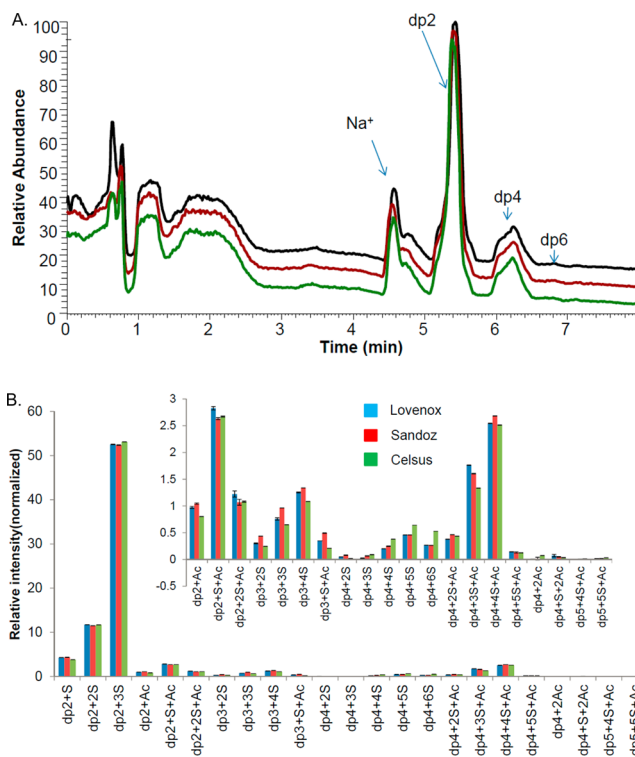 A.
Relative Abundance
100
90
80
70
60
50
40
30
20
10
0
Na+
dp2
dp4
dp6
0 1 2 3 4 5 6 7
Time (min)
B.
Relative intensity(normalized)
60
50
40
30
20
10
0
3
2.5
2
1.5
1
0.5
0
-0.5
Lovenox
Sandoz
Celsus
dp2+Ac
dp2+S+Ac
dp2+2S+Ac
dp3+2S
dp3+3S
dp3+4S
dp3+S+Ac
dp4+2S
dp4+3S
dp4+4S
dp4+5S
dp4+6S
dp4+2S+Ac
dp4+3S+Ac
dp4+4S+Ac
dp4+5S+Ac
dp4+2Ac
dp4+S+2Ac
dp5+4S+Ac
dp5+5S+Ac
dp2+S
dp2+2S
dp2+3S
dp2+Ac
dp2+S+Ac
dp2+2S+Ac
dp3+2S
dp3+3S
dp3+4S
dp3+S+Ac
dp4+2S
dp4+3S
dp4+4S
dp4+5S
dp4+6S
dp4+2S+Ac
dp4+3S+Ac
dp4+4S+Ac
dp4+5S+Ac
dp4+2Ac
dp4+S+2Ac
dp5+4S+Ac
dp5+5S+Ac